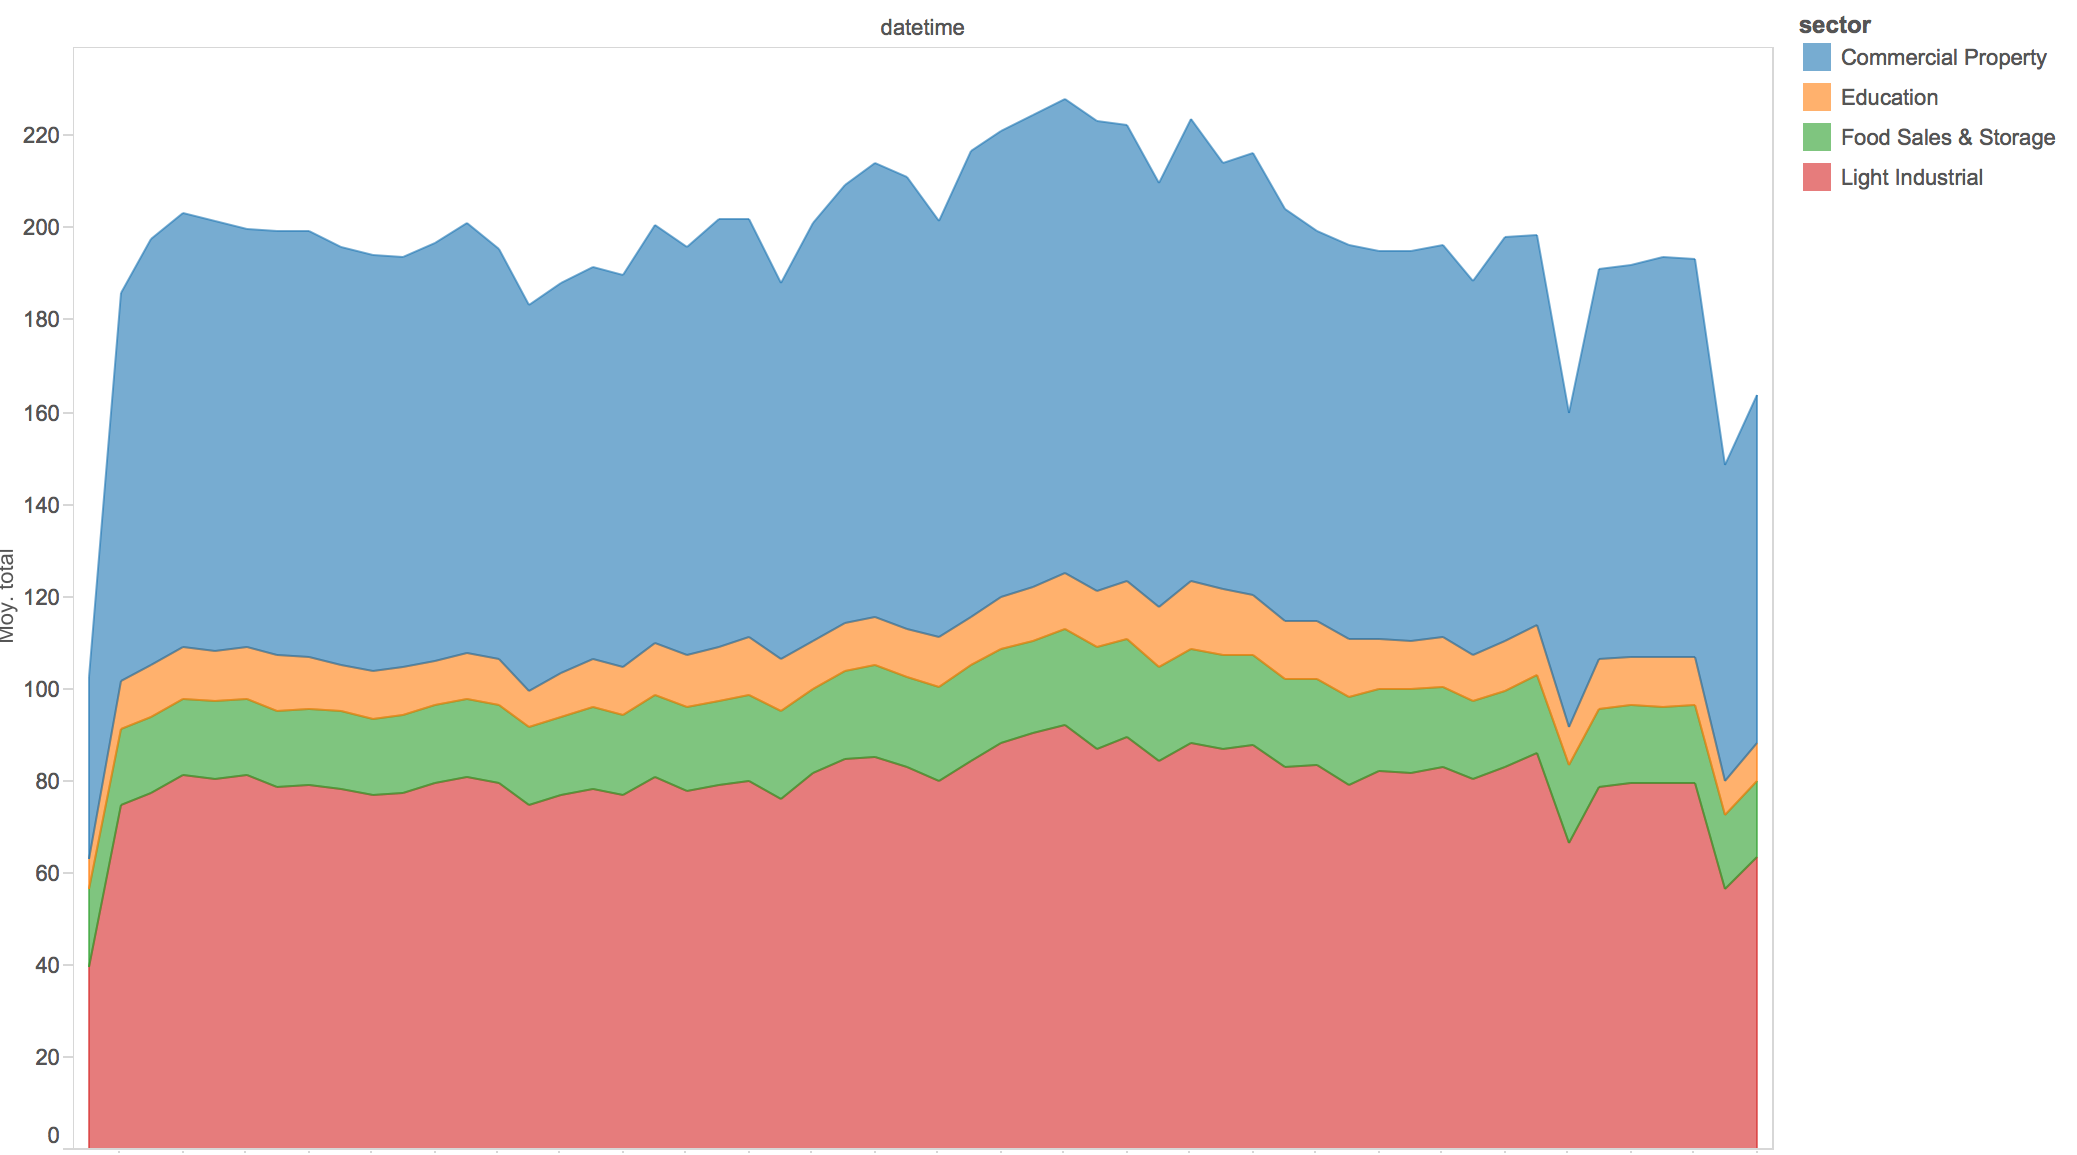 datetime
sector
Commercial Property
Education
Food Sales & Storage
Light Industrial
220
200
180
160
140
120
100
80
60
40
20
0
Moy. total